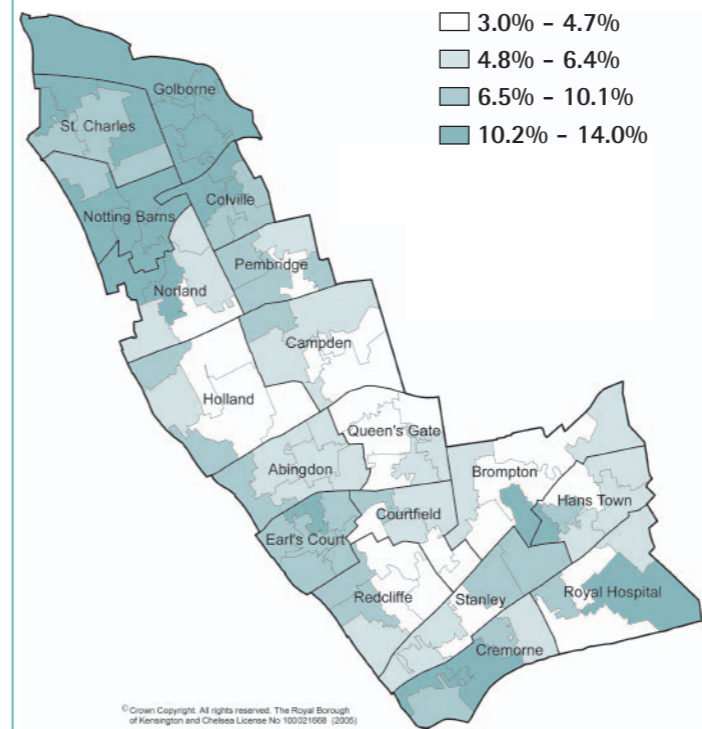 3.0% – 4.7%
4.8% – 6.4%
6.5% – 10.1%
10.2% – 14.0%
Golborne
St. Charles
Colville
Notting Barns
Pembridge
Norland
Campden
Holland
Queen's Gate
Abingdon
Brompton
Hans Town
Courtfield
Earl's Court
Redcliffe
Stanley
Royal Hospital
Cremorne
© Crown Copyright. All rights reserved. The Royal Borough
of Kensington and Chelsea License No 100021668 (2005)